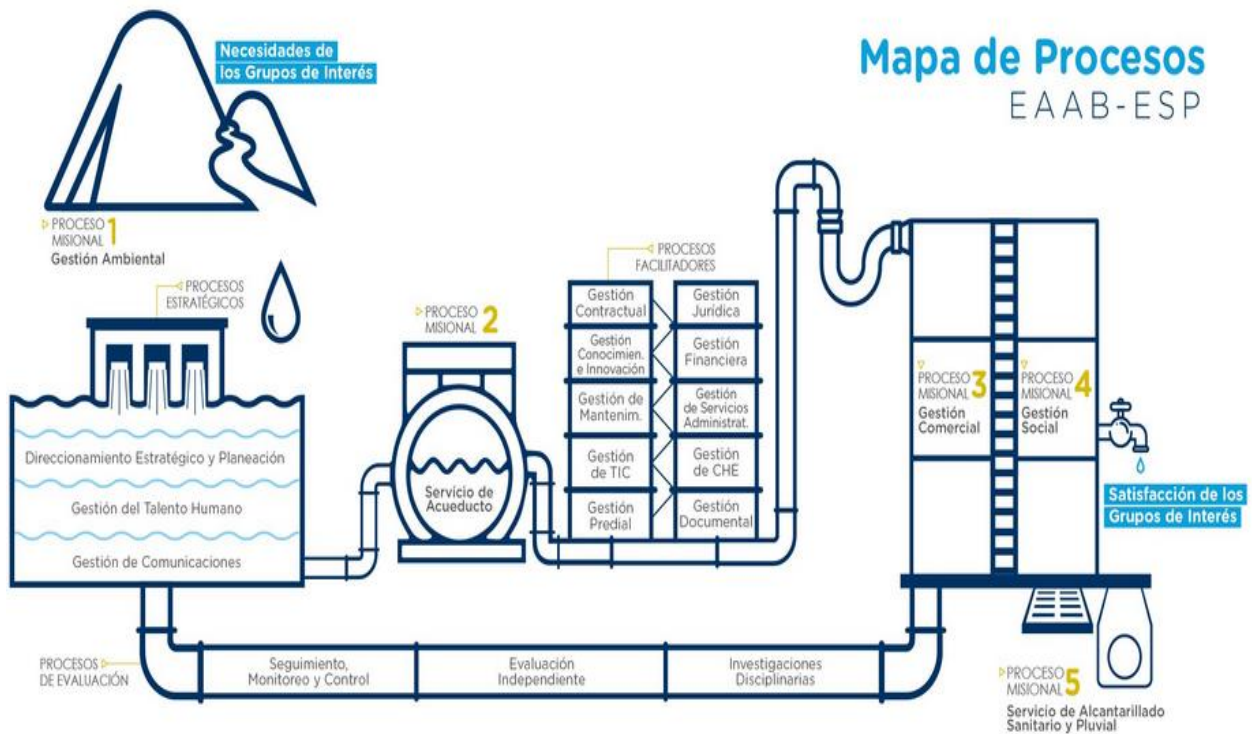 Mapa de Procesos
EAAB-ESP
Necesidades de
los Grupos de Interés
PROCESO
MISIONAL 1
Gestión Ambiental
PROCESOS
ESTRATÉGICOS
Direccionamiento Estratégico y Planeación
Gestión del Talento Humano
Gestión de Comunicaciones
PROCESO
MISIONAL 2
Servicio de
Acueducto
PROCESOS
FACILITADORES
Gestión
Contractual
Gestión
Jurídica
Gestión
Conocimien.
e Innovación
Gestión
Financiera
Gestión de
Mantenim.
Gestión
de Servicios
Administrat.
Gestión
de TIC
Gestión
de CHE
Gestión
Predial
Gestión
Documental
PROCESO
MISIONAL 3
Gestión
Comercial
PROCESO
MISIONAL 4
Gestión
Social
Satisfacción de los
Grupos de Interés
PROCESOS
DE EVALUACIÓN
Seguimiento,
Monitoreo y Control
Evaluación
Independiente
Investigaciones
Disciplinarias
PROCESO
MISIONAL 5
Servicio de Alcantarillado
Sanitario y Pluvial